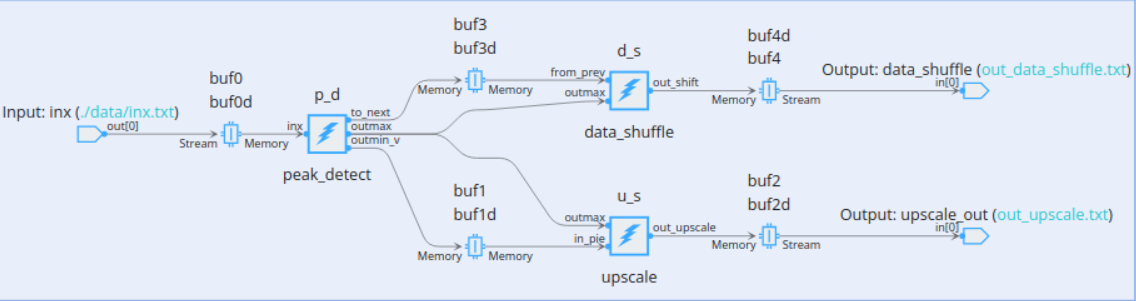 buf3
buf3d
d_s
buf4d
buf4
buf0
buf0d
from_prev
Output: data_shuffle (out_data_shuffle.txt)
in[0]
out_shift
Memory
Memory
outmax
Memory
Stream
Input: inx (./data/inx.txt)
p_d
to_next
out[0]
inx
outmax
data_shuffle
Stream
Memory
outmin_v
peak_detect
buf1
buf1d
u_s
buf2
buf2d
outmax
Output: upscale_out (out_upscale.txt)
in[0]
out_upscale
in_pie
Memory
Memory
Memory
Stream
upscale